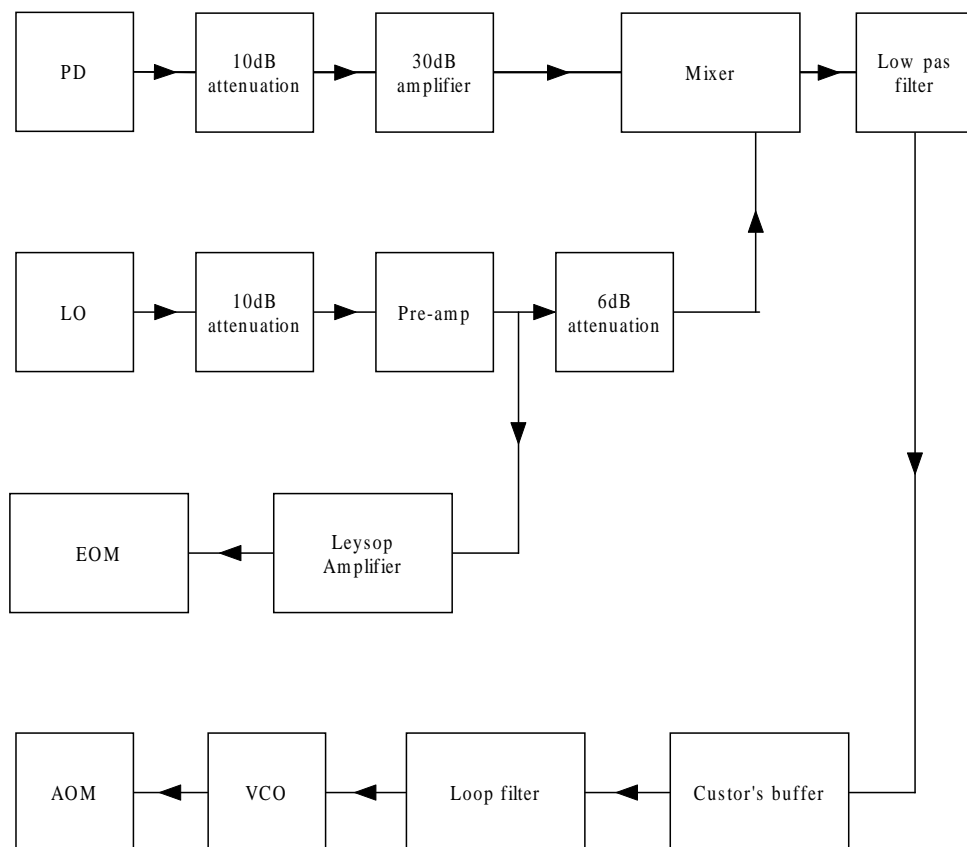 PD
10dB
attenuation
30dB
amplifier
Mixer
Low pas
filter
LO
10dB
attenuation
Pre-amp
6dB
attenuation
EOM
Leysop
Amplifier
AOM
VCO
Loop filter
Custor's buffer